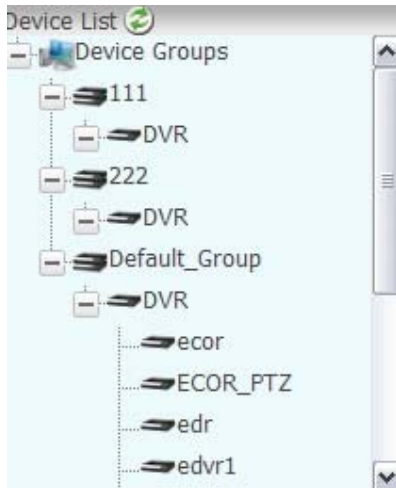 Device List
Device Groups
111
DVR
222
DVR
Default_Group
DVR
ecor
ECOR_PTZ
edr
edvr1